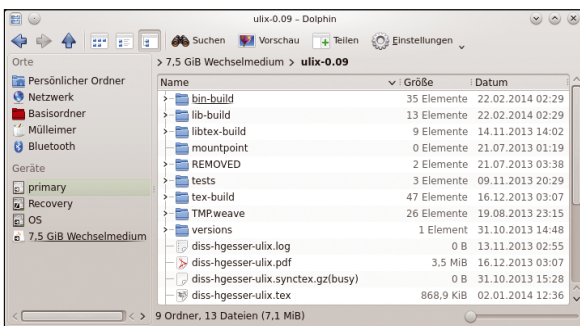 ulix-0.09 – Dolphin
Suchen Vorschau Teilen Einstellungen
Orte
Persönlicher Ordner
Netzwerk
Basisordner
Mülleimer
Bluetooth
Geräte
primary
Recovery
OS
7,5 GiB Wechselmedium
> 7,5 GiB Wechselmedium > ulix-0.09
Name Größe Datum
bin-build 35 Elemente 22.02.2014 02:29
lib-build 13 Elemente 22.02.2014 02:29
libtex-build 9 Elemente 14.11.2013 14:02
mountpoint 0 Elemente 21.07.2013 01:19
REMOVED 2 Elemente 21.07.2013 03:38
tests 3 Elemente 09.11.2013 20:29
tex-build 47 Elemente 16.12.2013 03:07
TMP.weave 26 Elemente 19.08.2013 23:15
versions 1 Element 31.10.2013 14:48
diss-hgesser-ulix.log 0 B 13.11.2013 02:55
diss-hgesser-ulix.pdf 3,5 MiB 16.12.2013 03:07
diss-hgesser-ulix.synctex.gz(busy) 0 B 31.10.2013 15:28
diss-hgesser-ulix.tex 868,9 KiB 02.01.2014 12:36
9 Ordner, 13 Dateien (7,1 MiB)